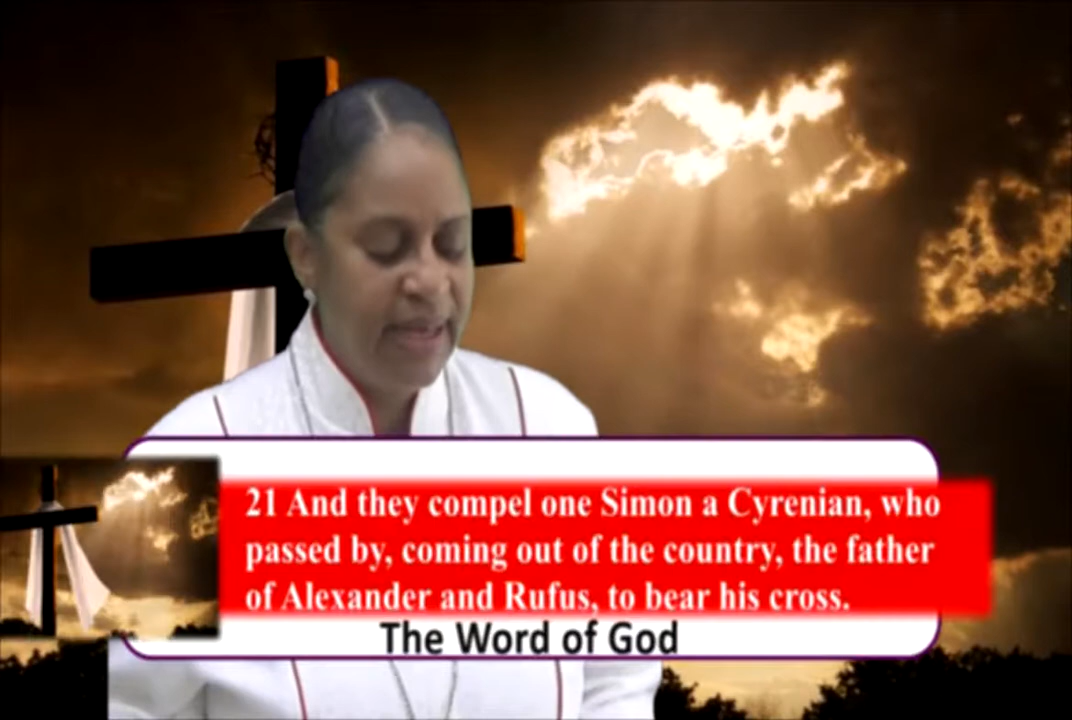 21 And they compel one Simon a Cyrenian, who
passed by, coming out of the country, the father
of Alexander and Rufus, to bear his cross.
The Word of God